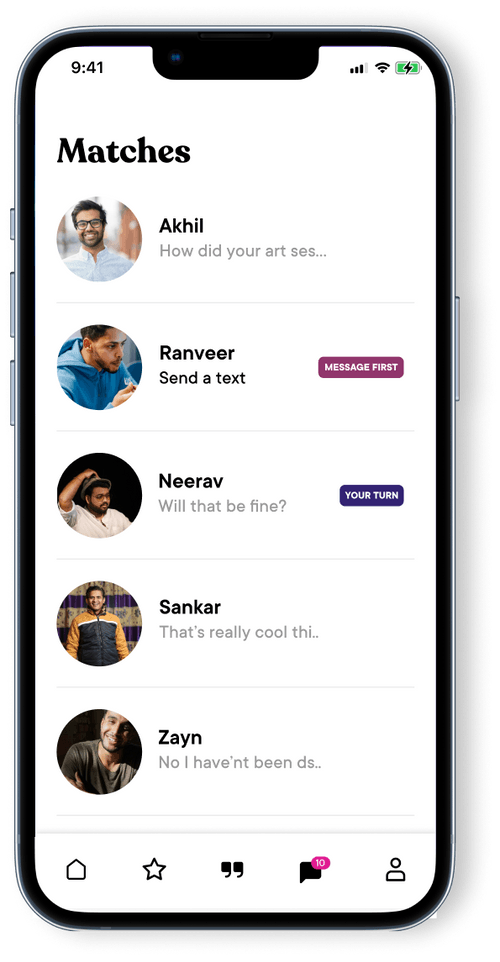 9:41
Matches
Akhil
How did your art ses...
Ranveer
Send a text
MESSAGE FIRST
Neerav
Will that be fine?
YOUR TURN
Sankar
That's really cool thi..
Zayn
No I have'nt been ds..
10